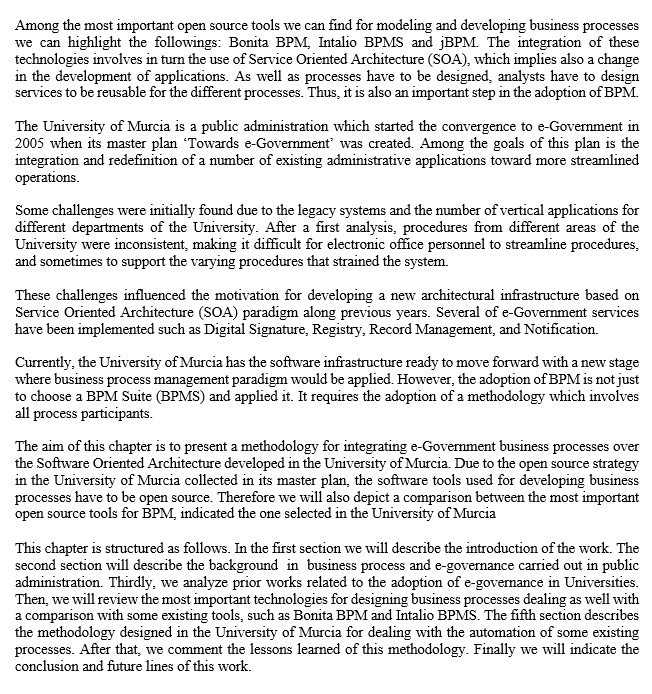 Among the most important open source tools we can find for modeling and developing business processes
we can highlight the followings: Bonita BPM, Intalio BPMS and jBPM. The integration of these
technologies involves in turn the use of Service Oriented Architecture (SOA), which implies also a change
in the development of applications. As well as processes have to be designed, analysts have to design
services to be reusable for the different processes. Thus, it is also an important step in the adoption of BPM.
The University of Murcia is a public administration which started the convergence to e-Government in
2005 when its master plan ‘Towards e-Government’ was created. Among the goals of this plan is the
integration and redefinition of a number of existing administrative applications toward more streamlined
operations.
Some challenges were initially found due to the legacy systems and the number of vertical applications for
different departments of the University. After a first analysis, procedures from different areas of the
University were inconsistent, making it difficult for electronic office personnel to streamline procedures,
and sometimes to support the varying procedures that strained the system.
These challenges influenced the motivation for developing a new architectural infrastructure based on
Service Oriented Architecture (SOA) paradigm along previous years. Several of e-Government services
have been implemented such as Digital Signature, Registry, Record Management, and Notification.
Currently, the University of Murcia has the software infrastructure ready to move forward with a new stage
where business process management paradigm would be applied. However, the adoption of BPM is not just
to choose a BPM Suite (BPMS) and applied it. It requires the adoption of a methodology which involves
all process participants.
The aim of this chapter is to present a methodology for integrating e-Government business processes over
the Software Oriented Architecture developed in the University of Murcia. Due to the open source strategy
in the University of Murcia collected in its master plan, the software tools used for developing business
processes have to be open source. Therefore we will also depict a comparison between the most important
open source tools for BPM, indicated the one selected in the University of Murcia
This chapter is structured as follows. In the first section we will describe the introduction of the work. The
second section will describe the background in business process and e-governance carried out in public
administration. Thirdly, we analyze prior works related to the adoption of e-governance in Universities.
Then, we will review the most important technologies for designing business processes dealing as well with
a comparison with some existing tools, such as Bonita BPM and Intalio BPMS. The fifth section describes
the methodology designed in the University of Murcia for dealing with the automation of some existing
processes. After that, we comment the lessons learned of this methodology. Finally we will indicate the
conclusion and future lines of this work.